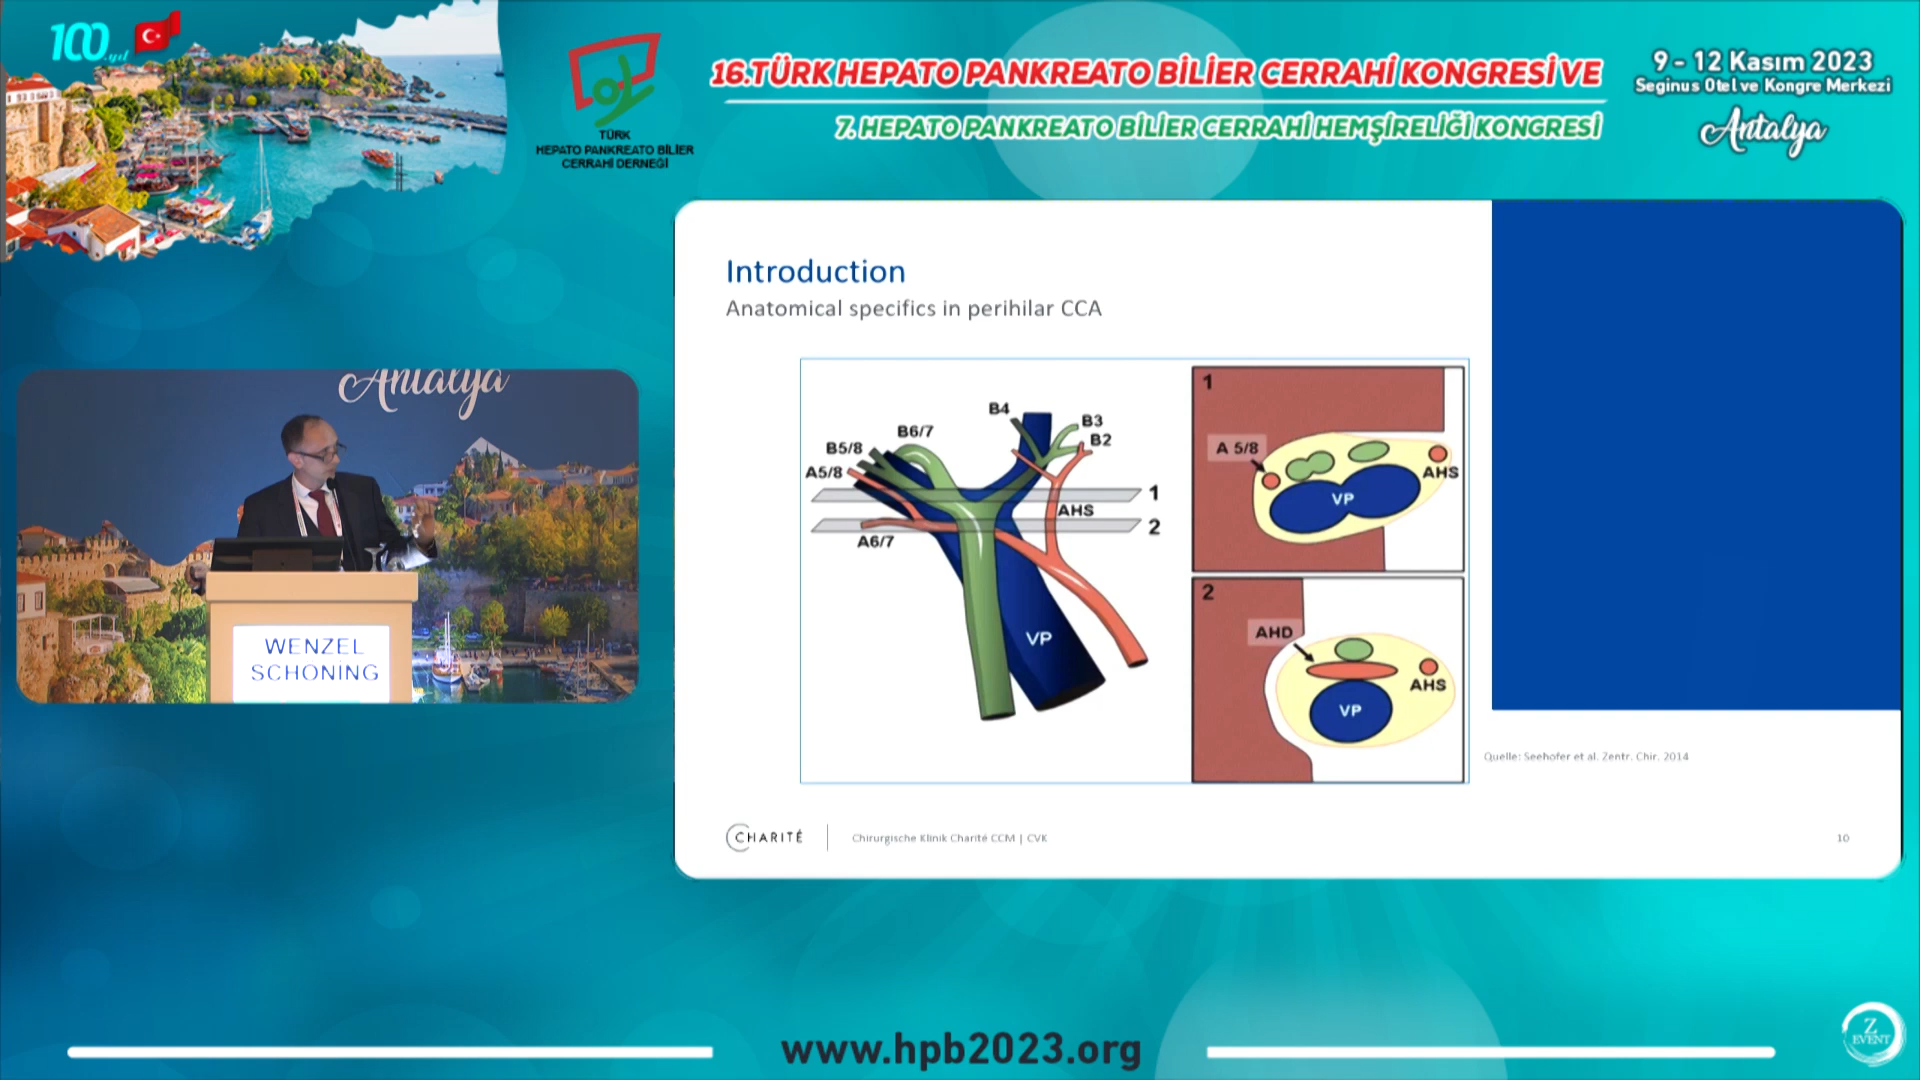 100.yıl
TÜRK
HEPATO PANKREATO BİLİER
CERRAHİ DERNEĞİ
16.TÜRK HEPATO PANKREATO BİLİER CERRAHİ KONGRESİ VE
7. HEPATO PANKREATO BİLİER CERRAHİ HEMŞİRELİĞİ KONGRESİ
9 - 12 Kasım 2023
Seginus Otel ve Kongre Merkezi
Antalya
Antalya
WENZEL
SCHONING
Introduction
Anatomical specifics in perihilar CCA
B4
B3
B2
B6/7
B5/8
A5/8
1
AHS
2
A6/7
VP
1
A 5/8
AHS
VP
2
AHD
AHS
VP
Quelle: Seehofer et al. Zentr. Chir. 2014
CHARITÉ
Chirurgische Klinik Charité CCM | CVK
10
www.hpb2023.org
Z
EVENT